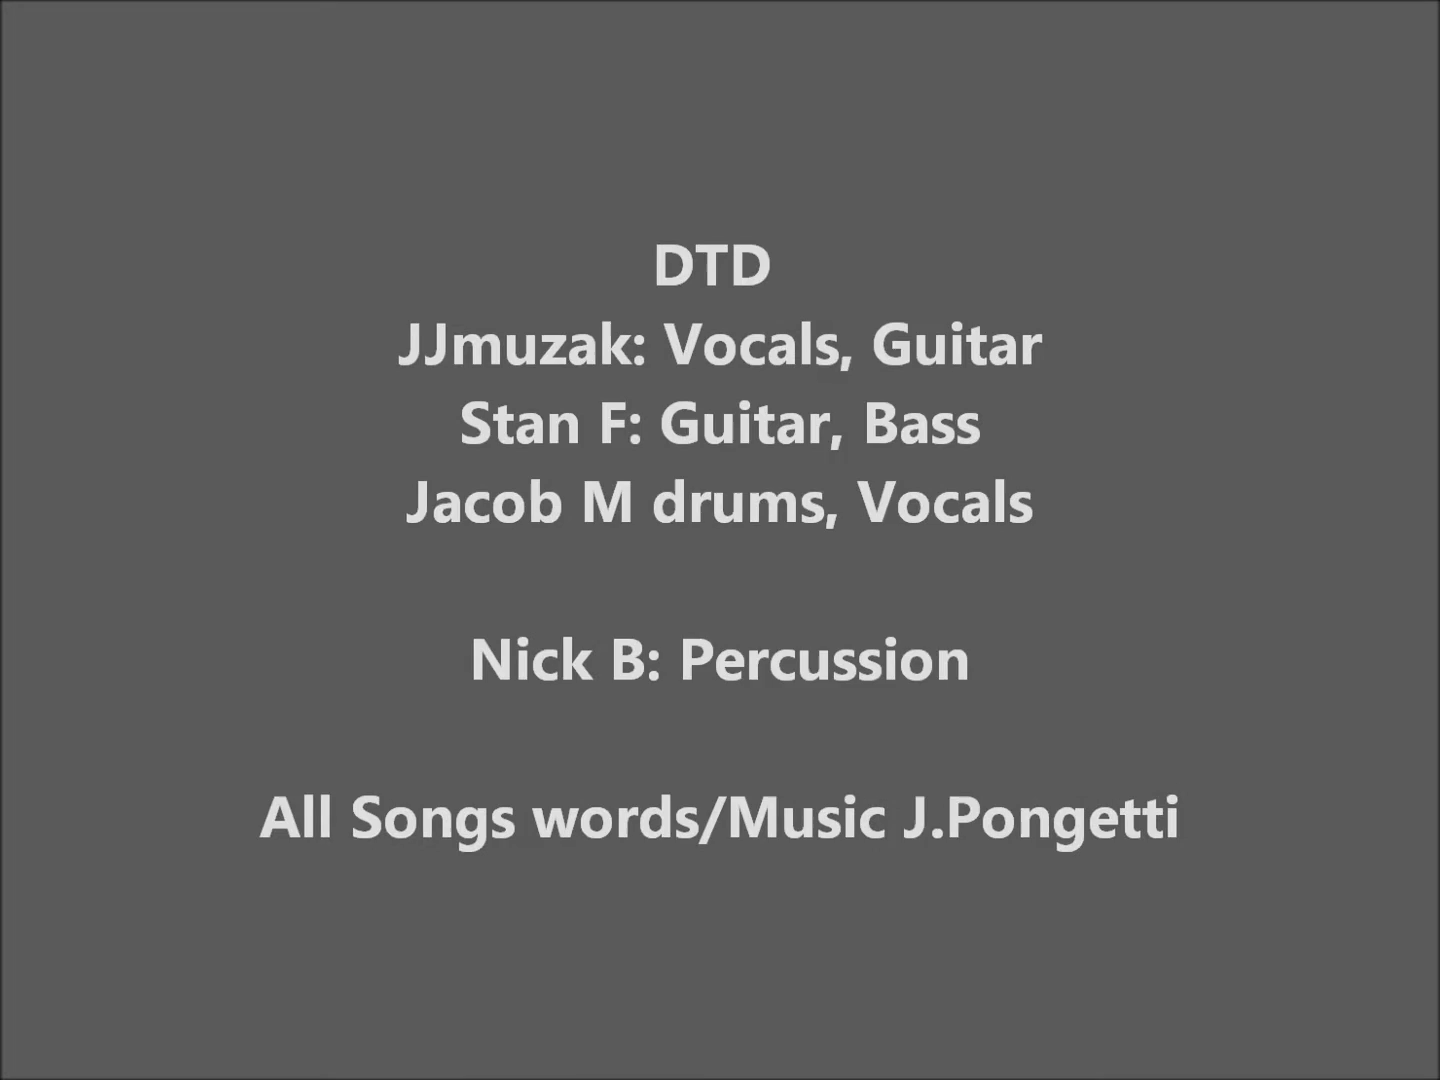 DTD
JJmuzak: Vocals, Guitar
Stan F: Guitar, Bass
Jacob M drums, Vocals
Nick B: Percussion
All Songs words/Music J.Pongetti